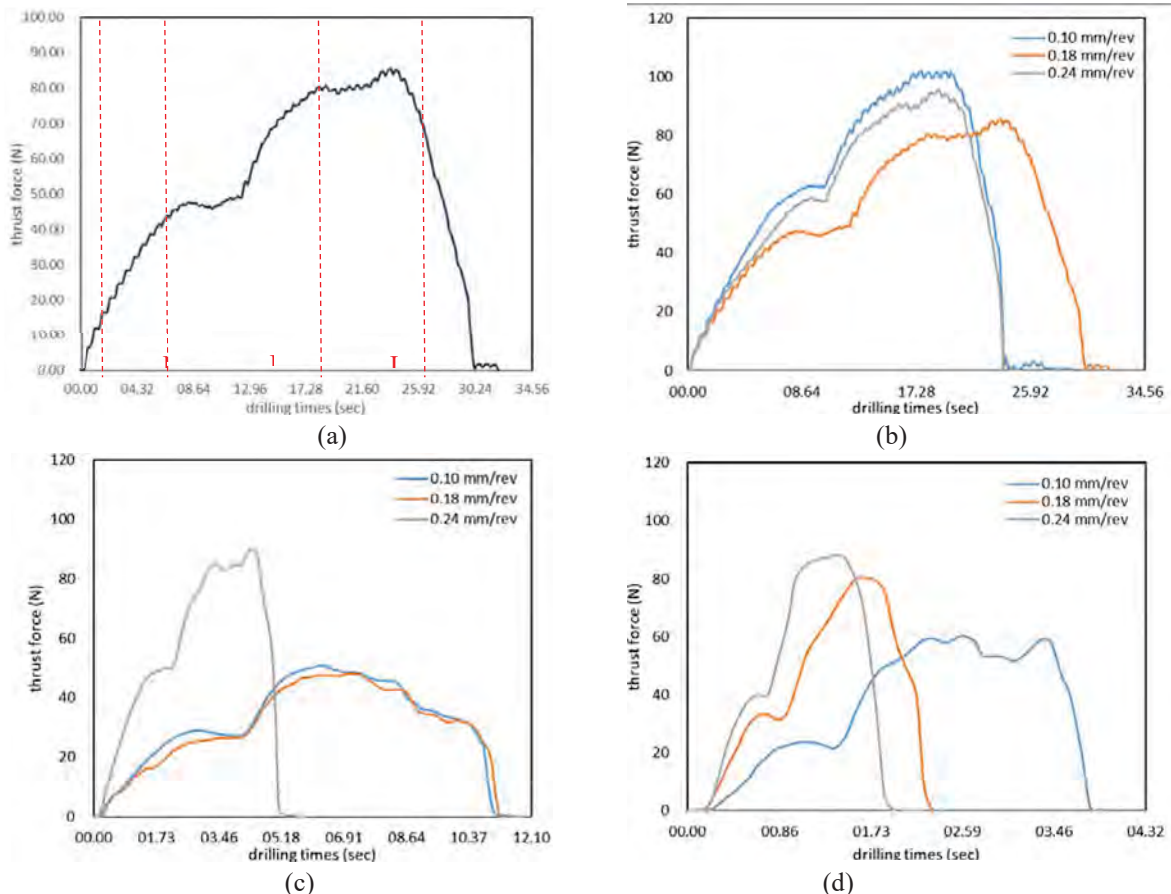 100.00
90.00
80.00
70.00
60.00
50.00
40.00
30.00
20.00
10.00
0.00
thrust force (N)
00.00 04.32 08.64 12.96 17.28 21.60 25.92 30.24 34.56
drilling times (sec)
(a)
120
100
80
60
40
20
0
thrust force (N)
0.10 mm/rev
0.18 mm/rev
0.24 mm/rev
00.00 08.64 17.28 25.92 34.56
drilling times (sec)
(b)
120
100
80
60
40
20
0
thrust force (N)
0.10 mm/rev
0.18 mm/rev
0.24 mm/rev
00.00 01.73 03.46 05.18 06.91 08.64 10.37 12.10
drilling times (sec)
(c)
120
100
80
60
40
20
0
thrust force (N)
0.10 mm/rev
0.18 mm/rev
0.24 mm/rev
00.00 00.86 01.73 02.59 03.46 04.32
drilling times (sec)
(d)